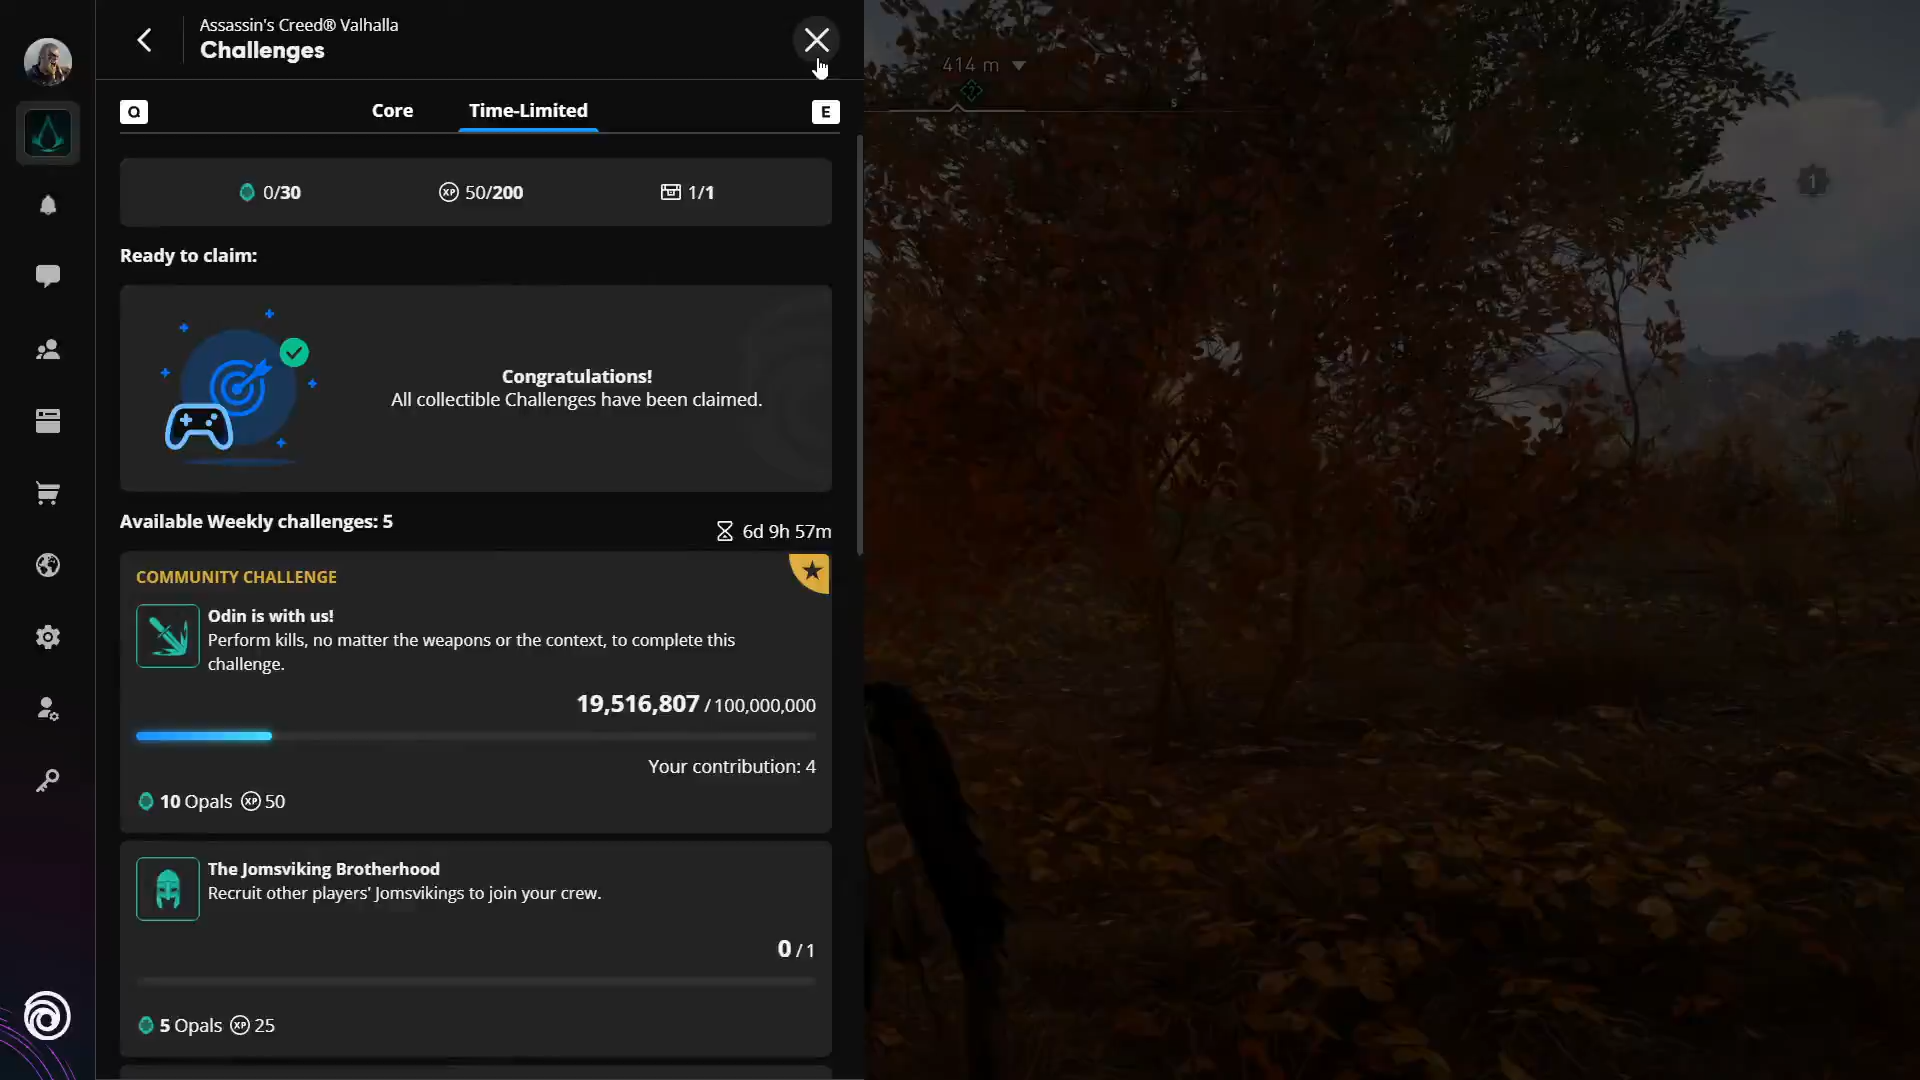 Assassin's Creed® Valhalla
Challenges
414 m
Q
Core
Time-Limited
E
0/30
XP 50/200
1/1
S
1
Ready to claim:
Congratulations!
All collectible Challenges have been claimed.
Available Weekly challenges: 5
6d 9h 57m
COMMUNITY CHALLENGE
Odin is with us!
Perform kills, no matter the weapons or the context, to complete this
challenge.
19,516,807 / 100,000,000
Your contribution: 4
10 Opals XP 50
The Jomsviking Brotherhood
Recruit other players' Jomsvikings to join your crew.
0 / 1
5 Opals XP 25